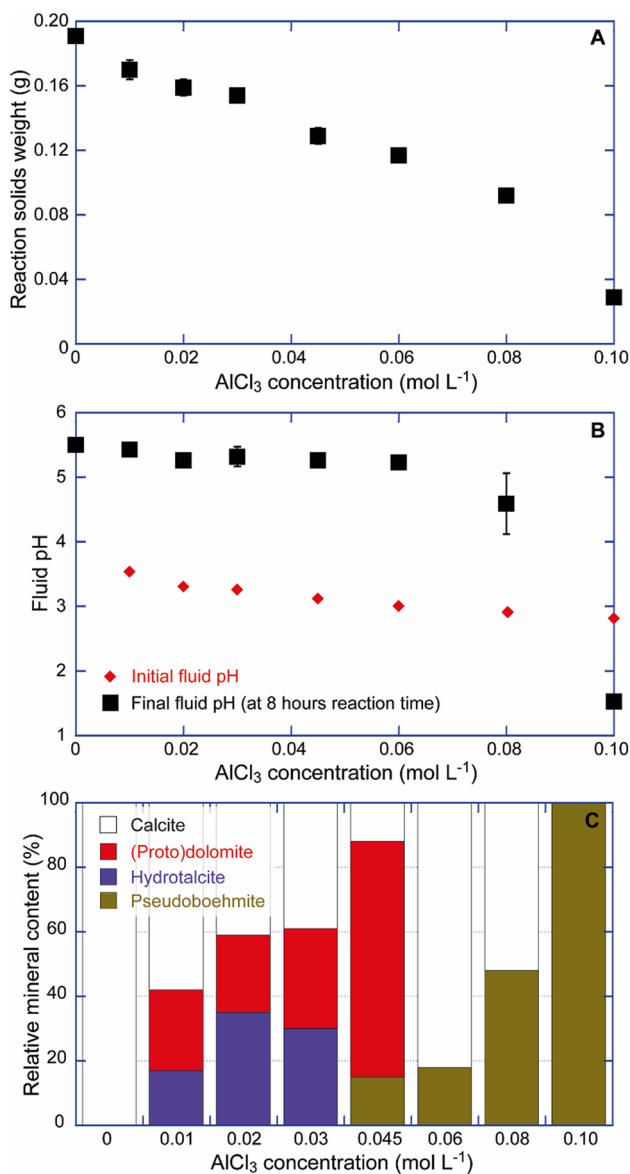 A
0.20
0.16
0.12
0.08
0.04
0
Reaction solids weight (g)
0 0.02 0.04 0.06 0.08 0.10
AlCl3 concentration (mol L-1)
B
6
5
4
3
2
1
Fluid pH
Initial fluid pH
Final fluid pH (at 8 hours reaction time)
0 0.02 0.04 0.06 0.08 0.10
AlCl3 concentration (mol L-1)
C
100
80
60
40
20
0
Relative mineral content (%)
Calcite
(Proto)dolomite
Hydrotalcite
Pseudoboehmite
0 0.01 0.02 0.03 0.045 0.06 0.08 0.10
AlCl3 concentration (mol L-1)